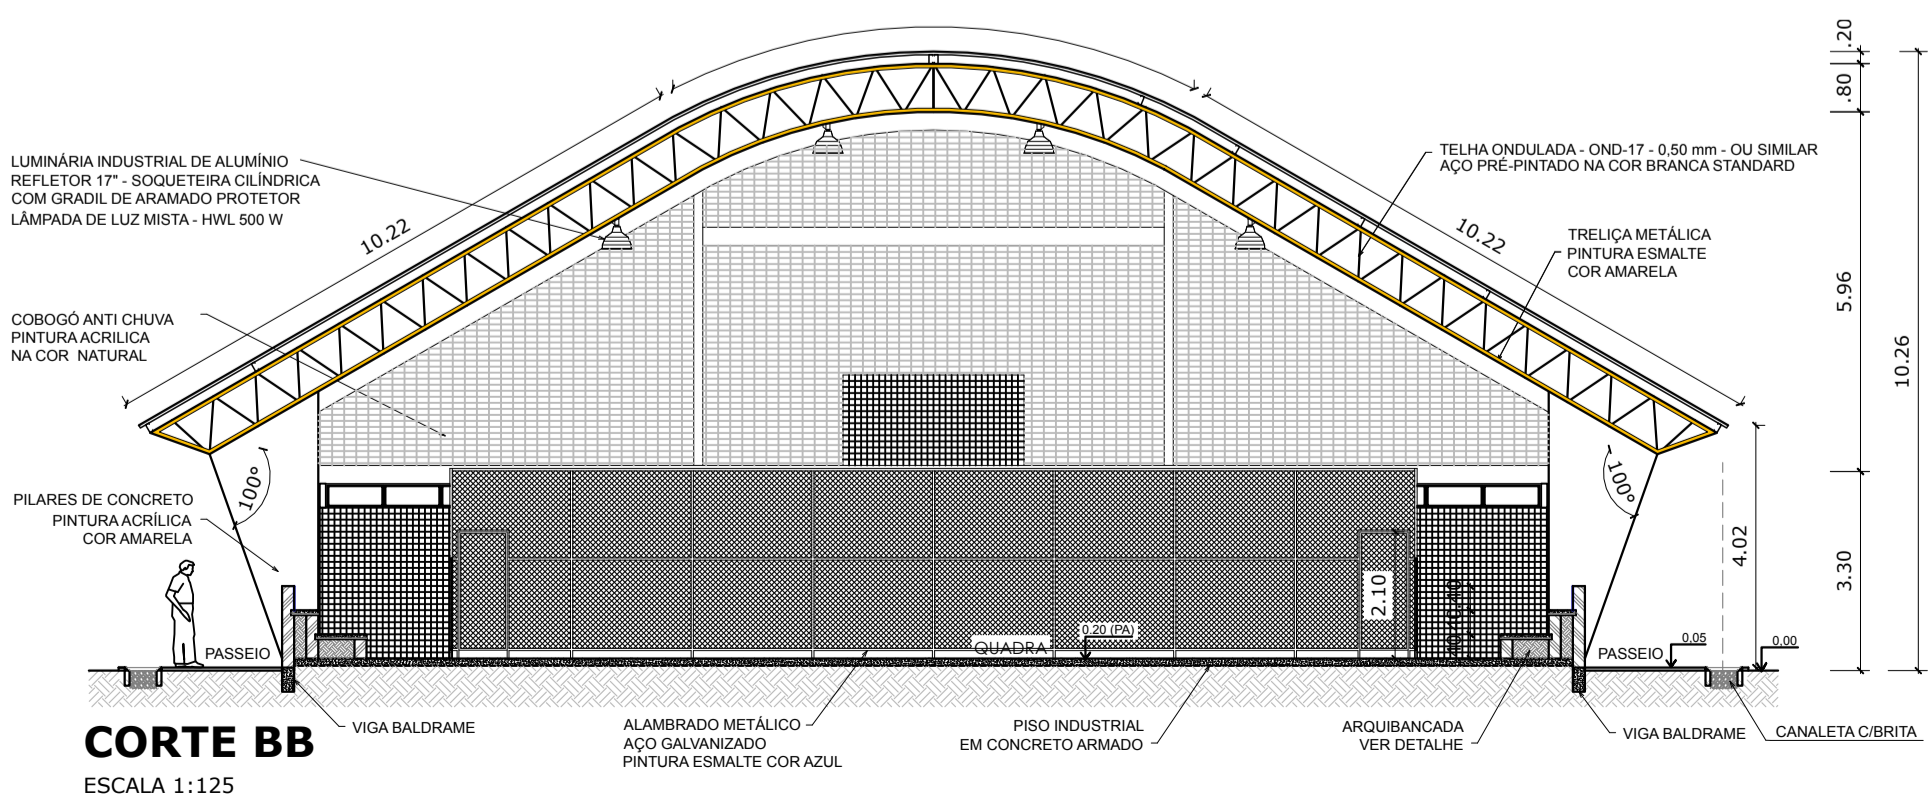 .20
.80
5.96
10.26
3.30
4.02
LUMINÁRIA INDUSTRIAL DE ALUMÍNIO
REFLETOR 17" - SOQUETEIRA CILÍNDRICA
COM GRADIL DE ARAMADO PROTETOR
LÂMPADA DE LUZ MISTA - HWL 500 W
10.22
10.22
TELHA ONDULADA - OND-17 - 0,50 mm - OU SIMILAR
AÇO PRÉ-PINTADO NA COR BRANCA STANDARD
TRELIÇA METÁLICA
PINTURA ESMALTE
COR AMARELA
COBOGÓ ANTI CHUVA
PINTURA ACRILICA
NA COR NATURAL
100°
100°
PILARES DE CONCRETO
PINTURA ACRÍLICA
COR AMARELA
2.10
PASSEIO
QUADRA
0.20 (PA)
PASSEIO
0,05
0,00
VIGA BALDRAME
ALAMBRADO METÁLICO
AÇO GALVANIZADO
PINTURA ESMALTE COR AZUL
PISO INDUSTRIAL
EM CONCRETO ARMADO
ARQUIBANCADA
VER DETALHE
VIGA BALDRAME
CANALETA C/BRITA
CORTE BB
ESCALA 1:125